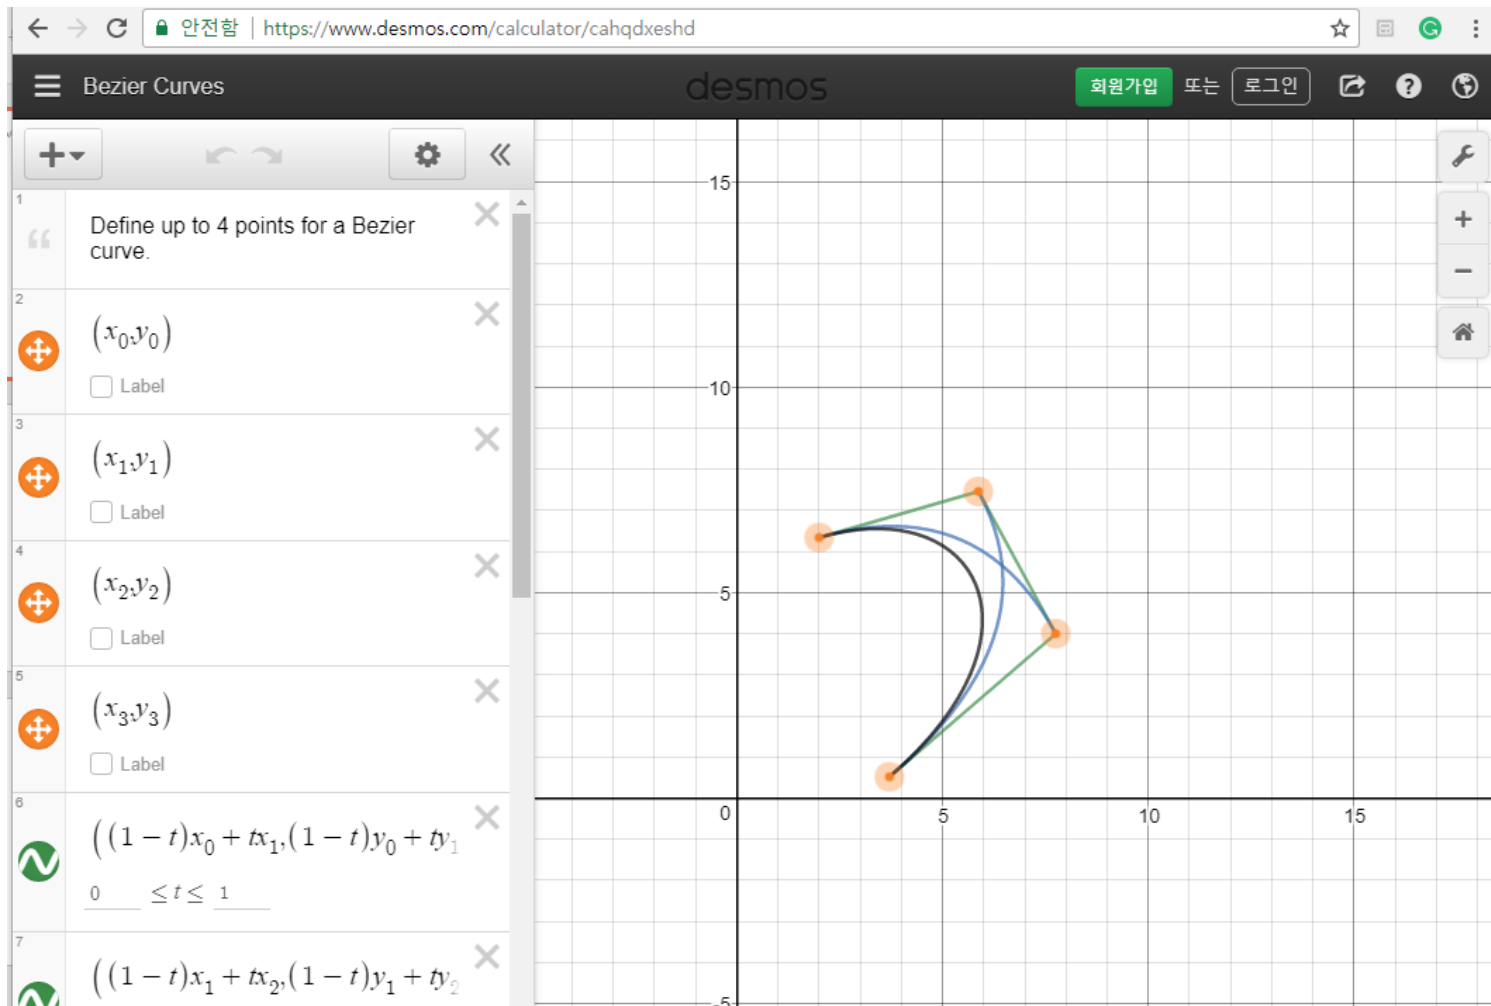 안전함 | https://www.desmos.com/calculator/cahqdxeshd
Bezier Curves
desmos
회원가입 또는 로그인
1
Define up to 4 points for a Bezier
curve.
2
(x₀,y₀)
Label
3
(x₁,y₁)
Label
4
(x₂,y₂)
Label
5
(x₃,y₃)
Label
6
((1 − t)x₀ + tx₁,(1 − t)y₀ + ty₁
0 ≤ t ≤ 1
7
((1 − t)x₁ + tx₂,(1 − t)y₁ + ty₂
15
10
5
0
5
10
15
-5